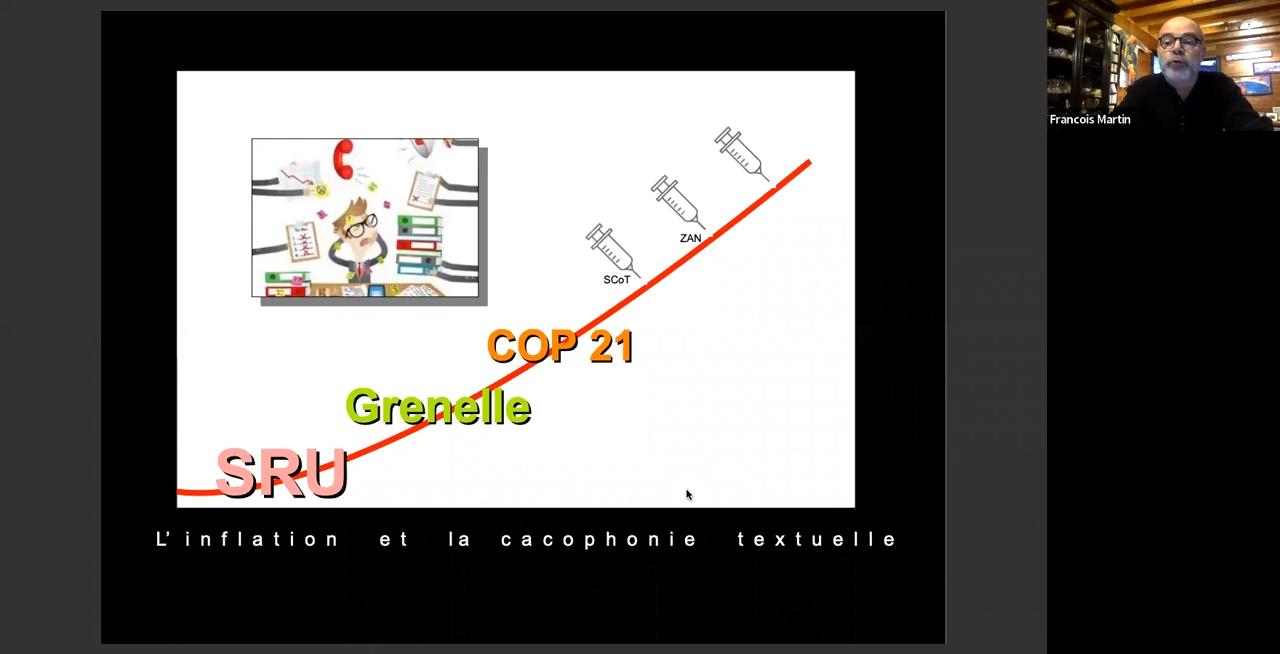 Francois Martin
ZAN
SCoT
COP 21
Grenelle
SRU
L'inflation et la cacophonie textuelle